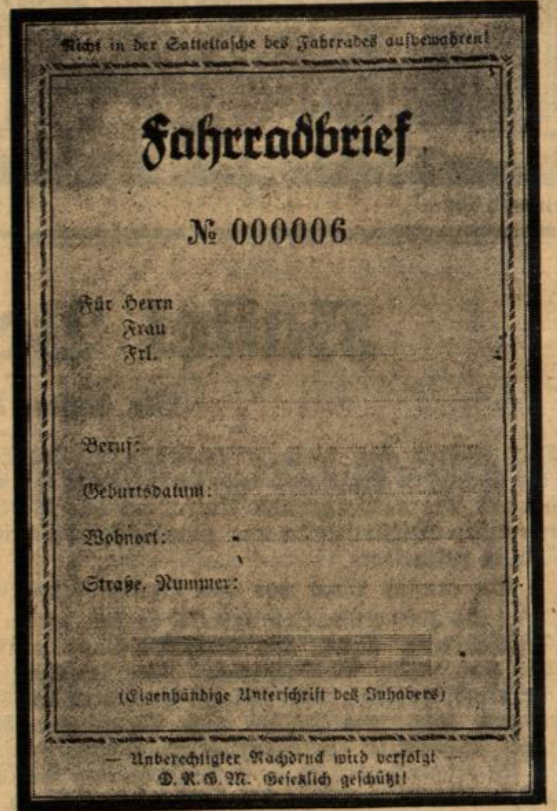 Nicht in der Satteltasche des Fahrrades aufbewahren!
Fahrradbrief
№ 000006
Für Herrn
Frau
Frl.
Beruf:
Geburtsdatum:
Wohnort:
Straße, Nummer:
(Eigenhändige Unterschrift des Inhabers)
— Unberechtigter Nachdruck wird verfolgt —
D. R. G. M. Gesetzlich geschützt!